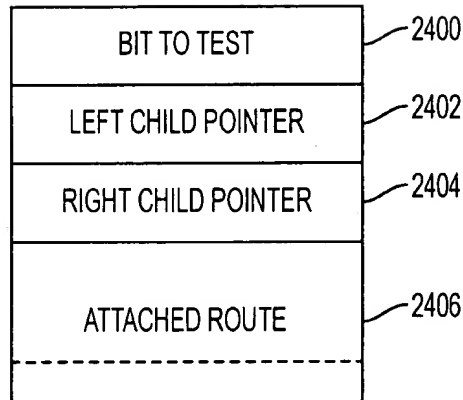 BIT TO TEST 2400
LEFT CHILD POINTER 2402
RIGHT CHILD POINTER 2404
ATTACHED ROUTE 2406